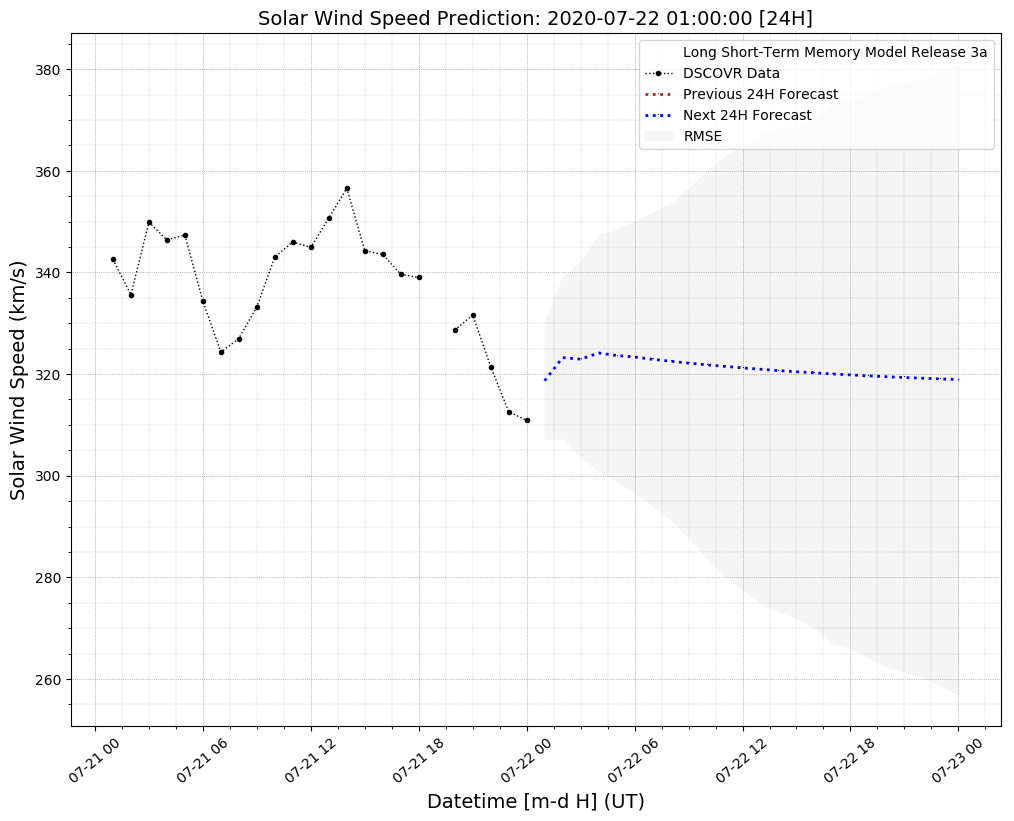 Solar Wind Speed Prediction: 2020-07-22 01:00:00 [24H]
Long Short-Term Memory Model Release 3a
DSCOVR Data
Previous 24H Forecast
Next 24H Forecast
RMSE
Solar Wind Speed (km/s)
380
360
340
320
300
280
260
07-21 00
07-21 06
07-21 12
07-21 18
07-22 00
07-22 06
07-22 12
07-22 18
07-23 00
Datetime [m-d H] (UT)